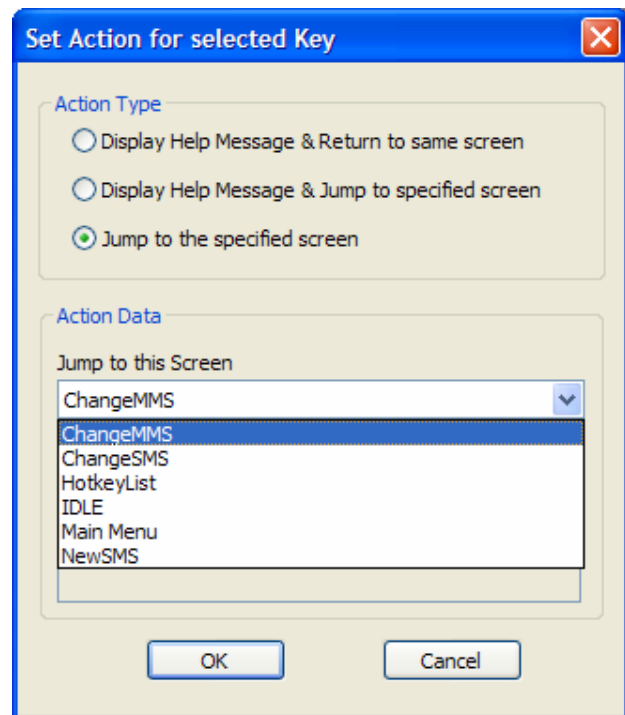 Set Action for selected Key
Action Type
Display Help Message & Return to same screen
Display Help Message & Jump to specified screen
Jump to the specified screen
Action Data
Jump to this Screen
ChangeMMS
ChangeMMS
ChangeSMS
HotkeyList
IDLE
Main Menu
NewSMS
OK Cancel